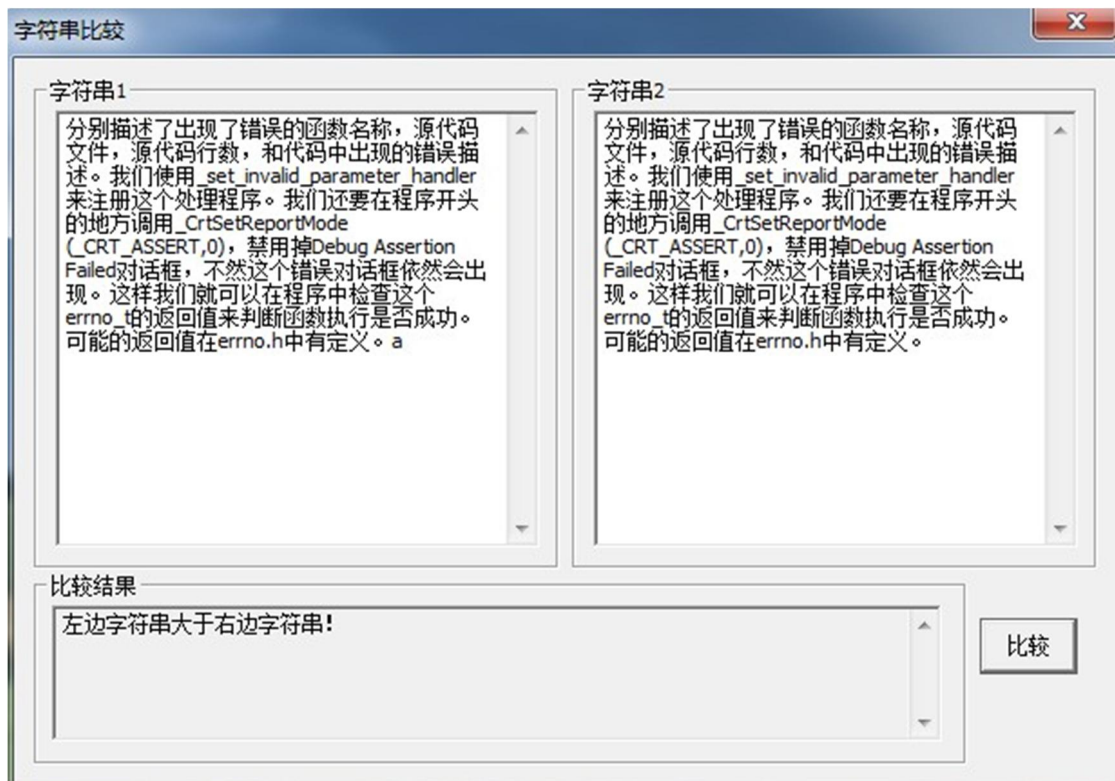 字符串比较
字符串1
分别描述了出现了错误的函数名称，源代码
文件，源代码行数，和代码中出现的错误描
述。我们使用_set_invalid_parameter_handler
来注册这个处理程序。我们还要在程序开头
的地方调用_CrtSetReportMode
(_CRT_ASSERT,0)，禁用掉Debug Assertion
Failed对话框，不然这个错误对话框依然会出
现。这样我们就可以在程序中检查这个
errno_t的返回值来判断函数执行是否成功。
可能的返回值在errno.h中有定义。a
字符串2
分别描述了出现了错误的函数名称，源代码
文件，源代码行数，和代码中出现的错误描
述。我们使用_set_invalid_parameter_handler
来注册这个处理程序。我们还要在程序开头
的地方调用_CrtSetReportMode
(_CRT_ASSERT,0)，禁用掉Debug Assertion
Failed对话框，不然这个错误对话框依然会出
现。这样我们就可以在程序中检查这个
errno_t的返回值来判断函数执行是否成功。
可能的返回值在errno.h中有定义。
比较结果
左边字符串大于右边字符串!
比较